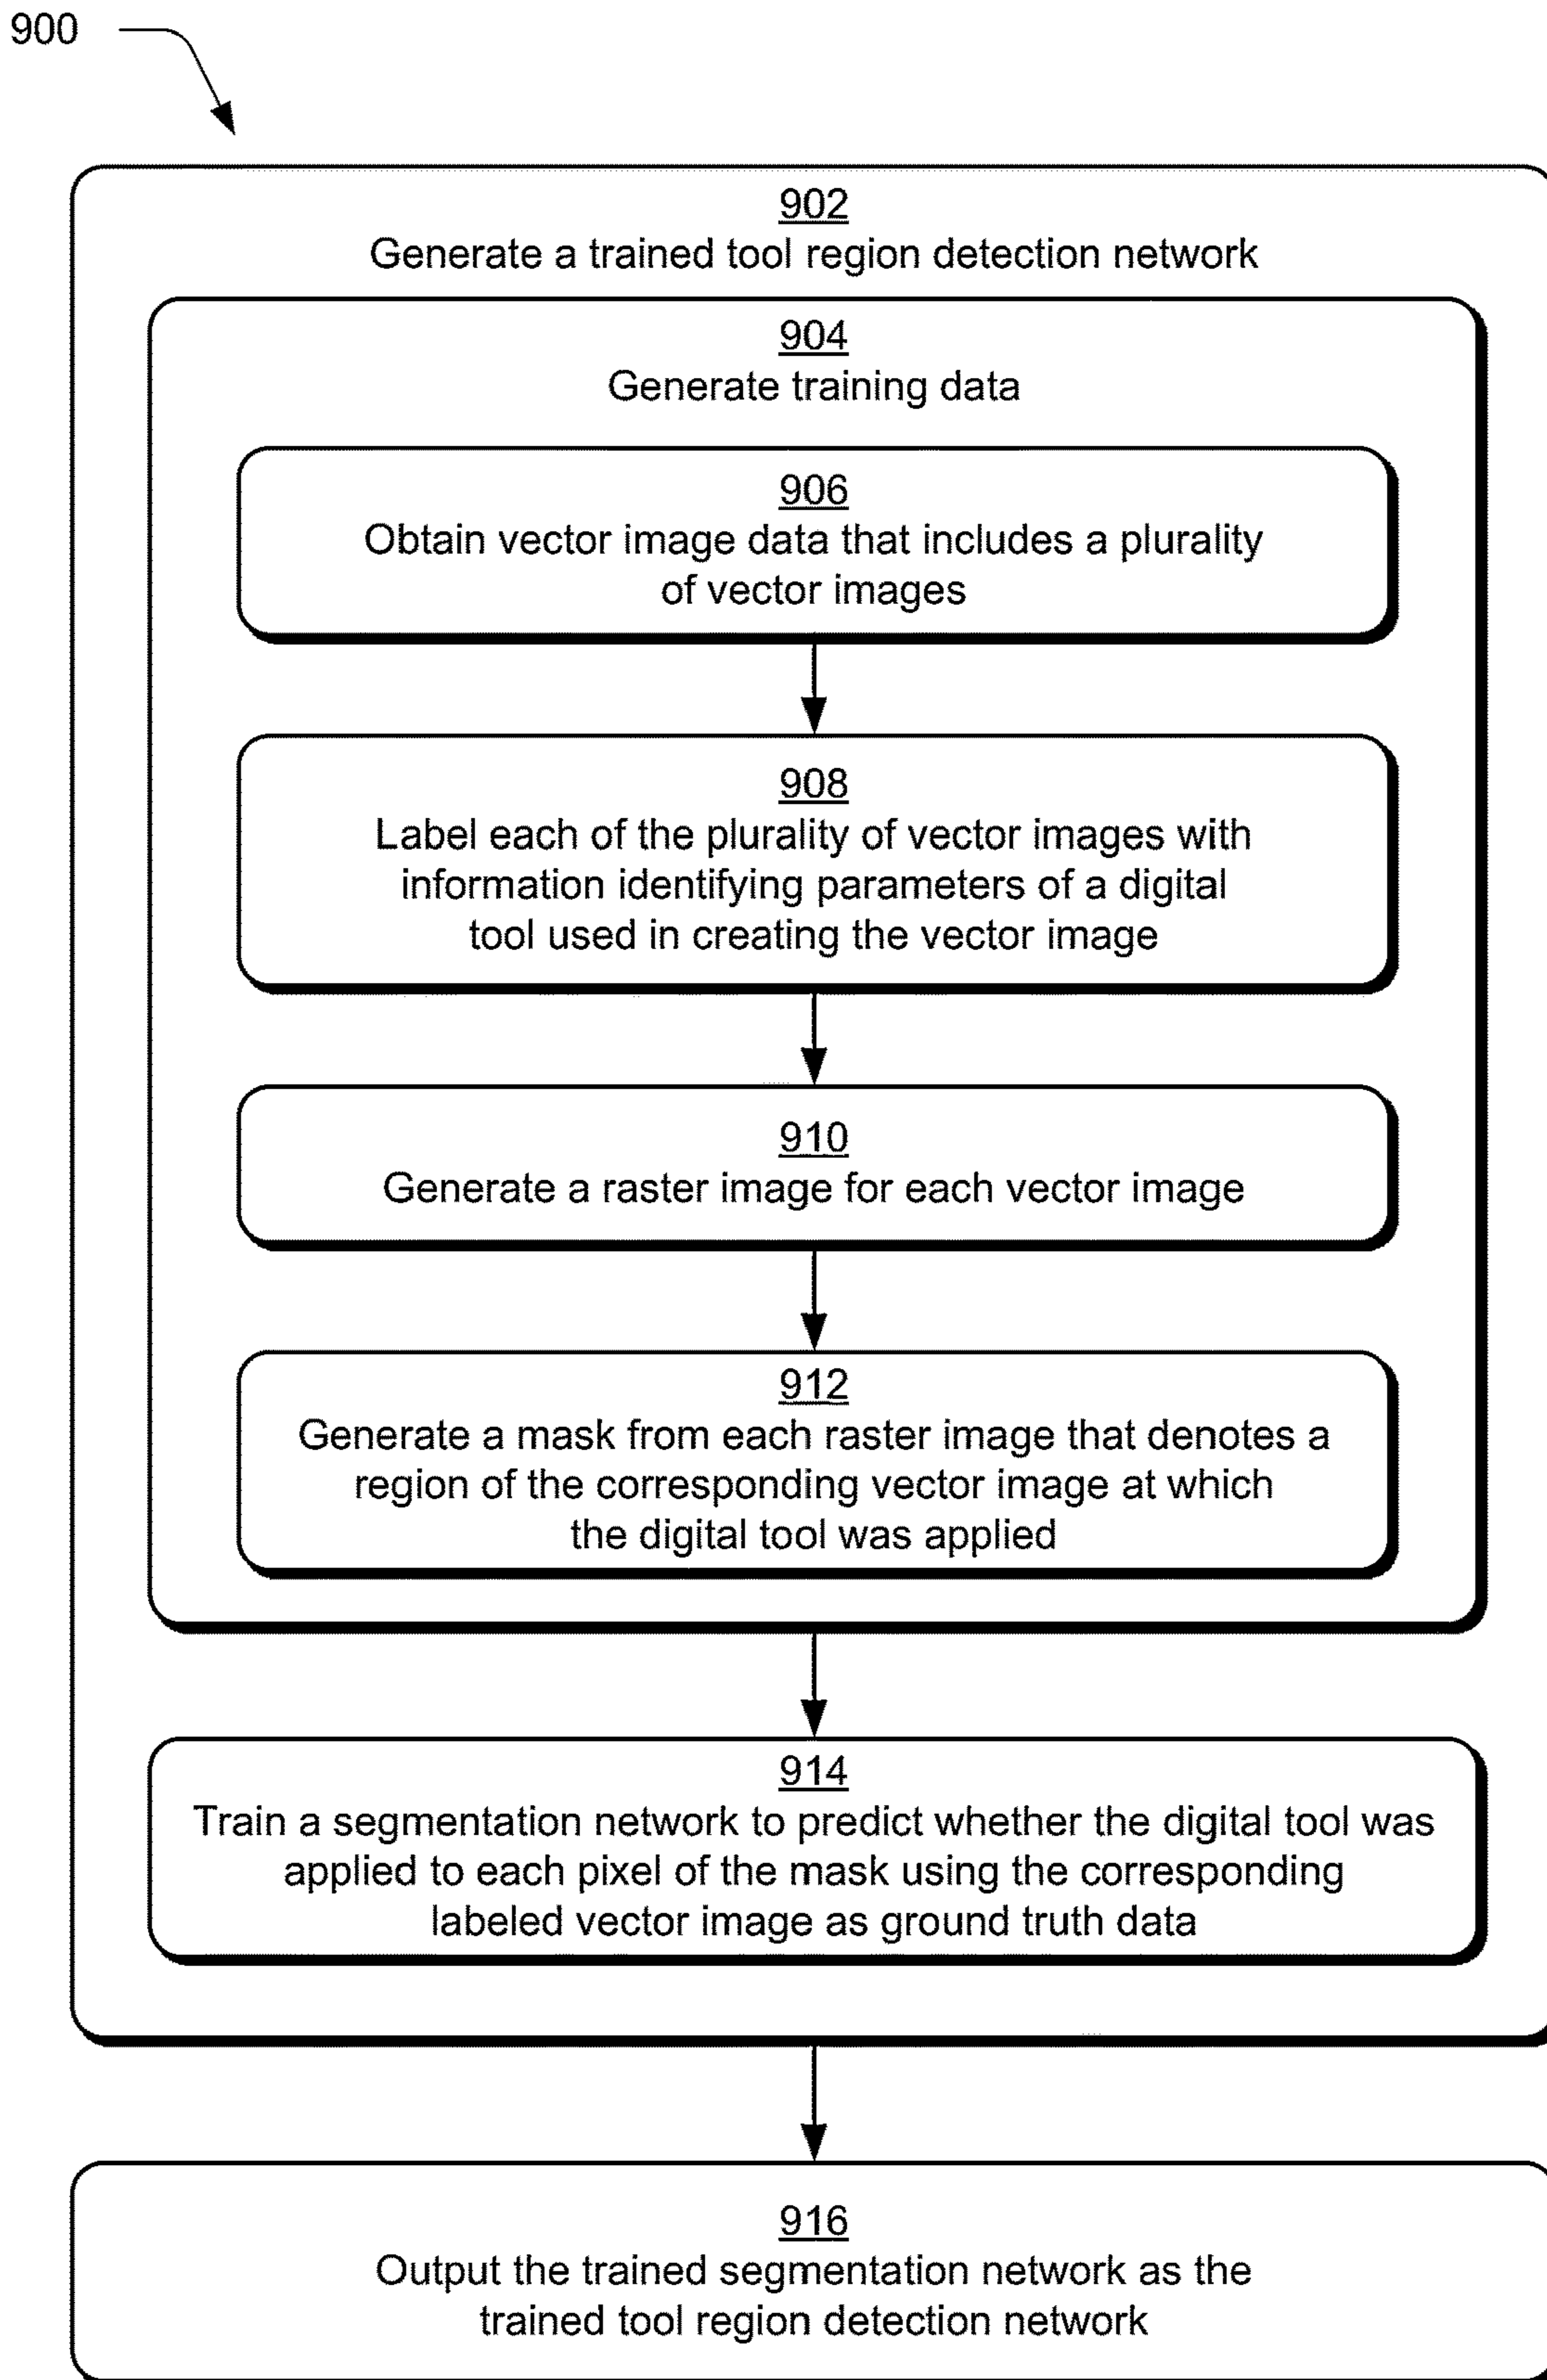 900
902
Generate a trained tool region detection network
904
Generate training data
906
Obtain vector image data that includes a plurality
of vector images
908
Label each of the plurality of vector images with
information identifying parameters of a digital
tool used in creating the vector image
910
Generate a raster image for each vector image
912
Generate a mask from each raster image that denotes a
region of the corresponding vector image at which
the digital tool was applied
914
Train a segmentation network to predict whether the digital tool was
applied to each pixel of the mask using the corresponding
labeled vector image as ground truth data
916
Output the trained segmentation network as the
trained tool region detection network